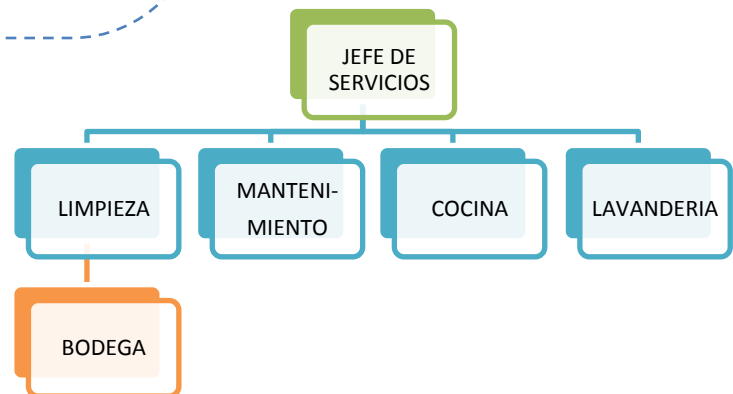 JEFE DE
SERVICIOS
LIMPIEZA
MANTENI-
MIENTO
COCINA
LAVANDERIA
BODEGA